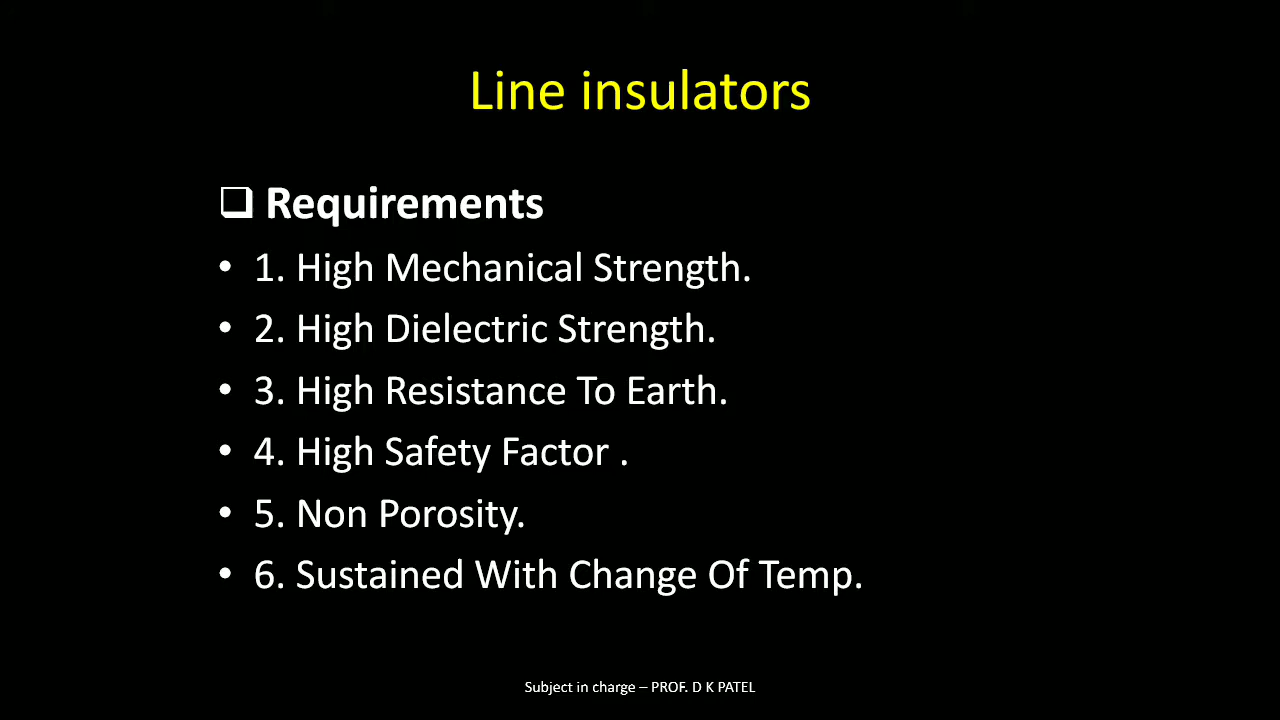 Line insulators
❑ Requirements
• 1. High Mechanical Strength.
• 2. High Dielectric Strength.
• 3. High Resistance To Earth.
• 4. High Safety Factor .
• 5. Non Porosity.
• 6. Sustained With Change Of Temp.
Subject in charge – PROF. D K PATEL